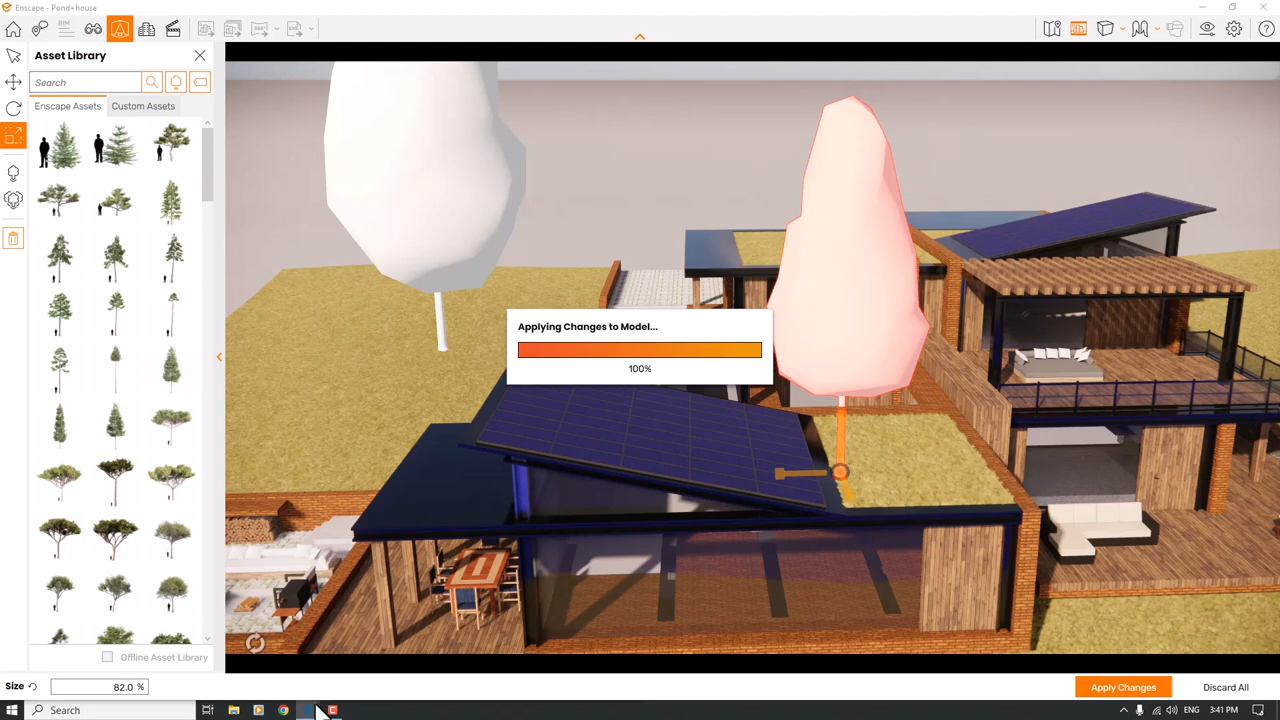 Enscape - Pond+house
BIM
Asset Library
Search
Enscape Assets
Custom Assets
Applying Changes to Model...
100%
Offline Asset Library
Size
82.0 %
Apply Changes
Discard All
Search
3:41 PM